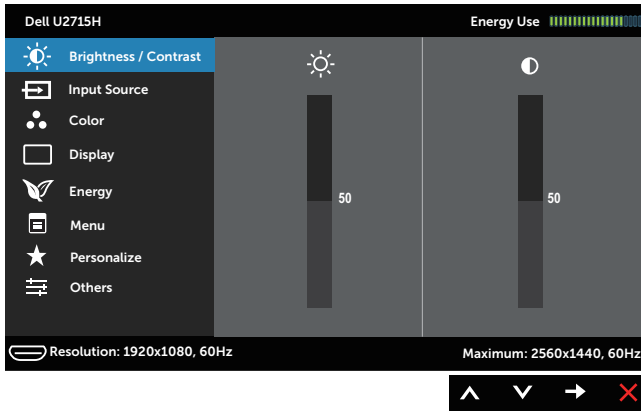 Dell U2715H
Energy Use
Brightness / Contrast
Input Source
Color
Display
Energy
Menu
Personalize
Others
50
50
Resolution: 1920x1080, 60Hz
Maximum: 2560x1440, 60Hz